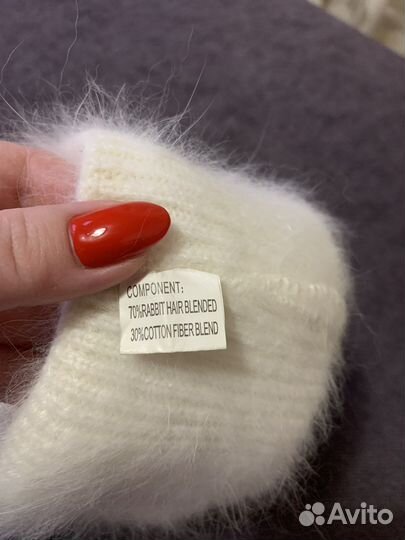 COMPONENT:
70%RABBIT HAIR BLENDED
30%COTTON FIBER BLEND
Avito